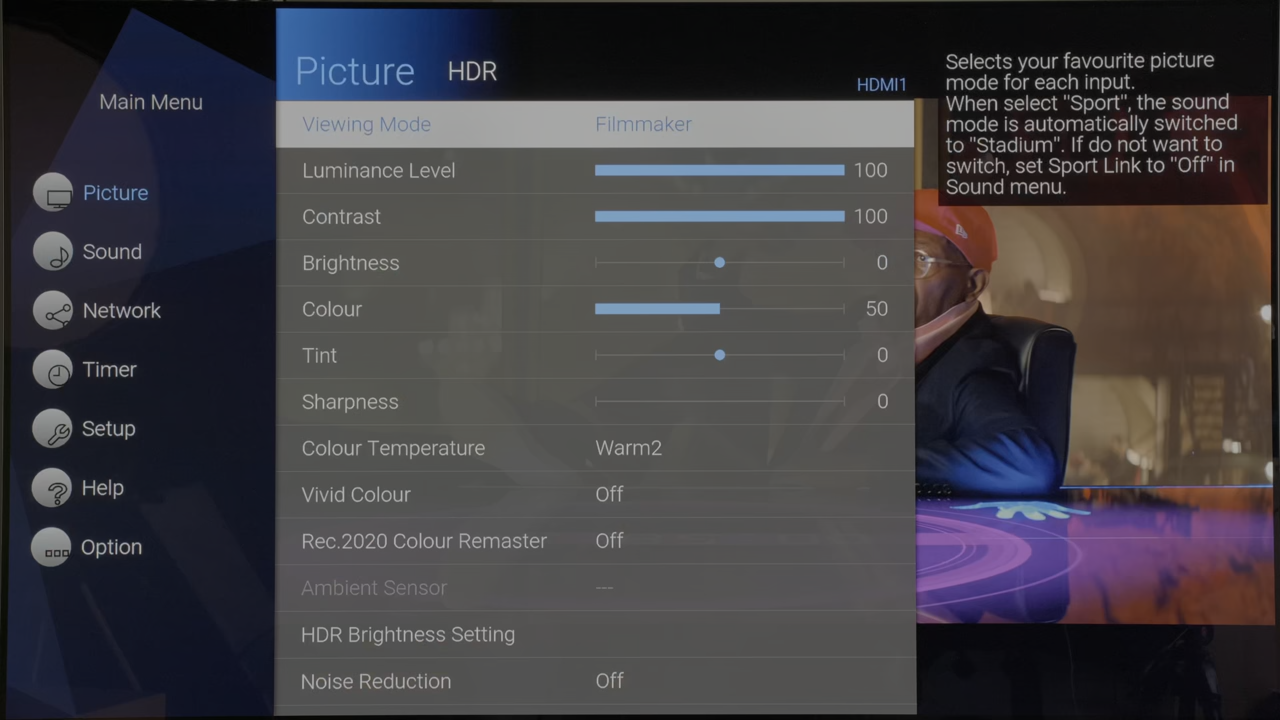 Main Menu
Picture
Sound
Network
Timer
Setup
Help
Option
Picture HDR
HDMI1
Viewing Mode Filmmaker
Luminance Level 100
Contrast 100
Brightness 0
Colour 50
Tint 0
Sharpness 0
Colour Temperature Warm2
Vivid Colour Off
Rec.2020 Colour Remaster Off
Ambient Sensor ---
HDR Brightness Setting
Noise Reduction Off
Selects your favourite picture
mode for each input.
When select "Sport", the sound
mode is automatically switched
to "Stadium". If do not want to
switch, set Sport Link to "Off" in
Sound menu.